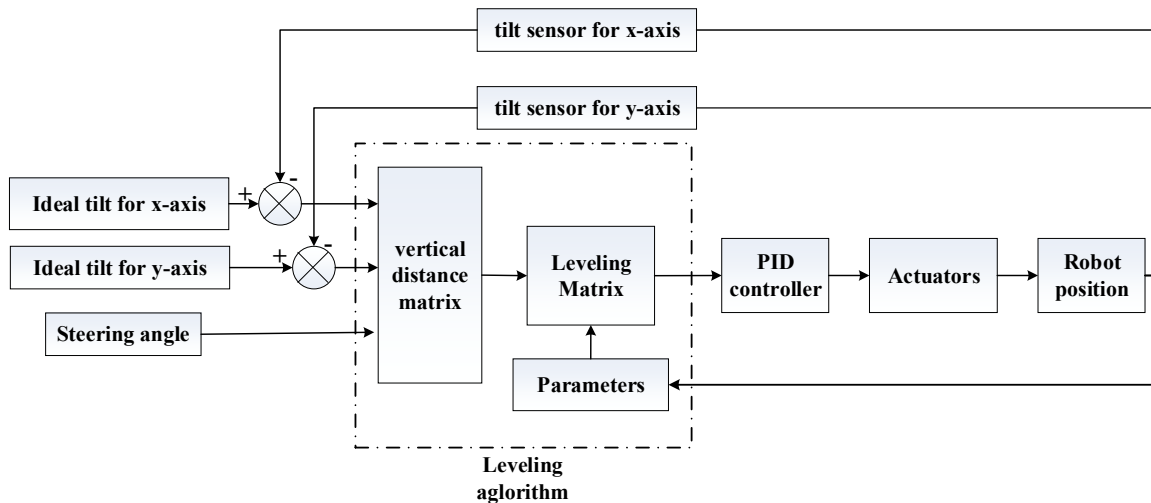 tilt sensor for x-axis
tilt sensor for y-axis
-
+
Ideal tilt for x-axis
-
+
Ideal tilt for y-axis
Steering angle
vertical
distance
matrix
Leveling
Matrix
Parameters
PID
controller
Actuators
Robot
position
Leveling
aglorithm